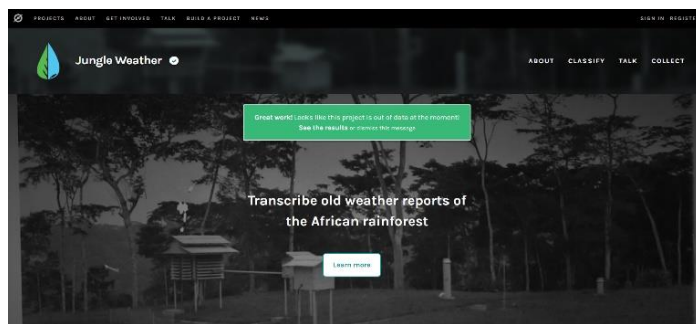 PROJECTS ABOUT GET INVOLVED TALK BUILD A PROJECT NEWS SIGN IN REGISTE
Jungle Weather ABOUT CLASSIFY TALK COLLECT
Great work! Looks like this project is out of data at the moment!
See the results or dismiss this message
Transcribe old weather reports of
the African rainforest
Learn more